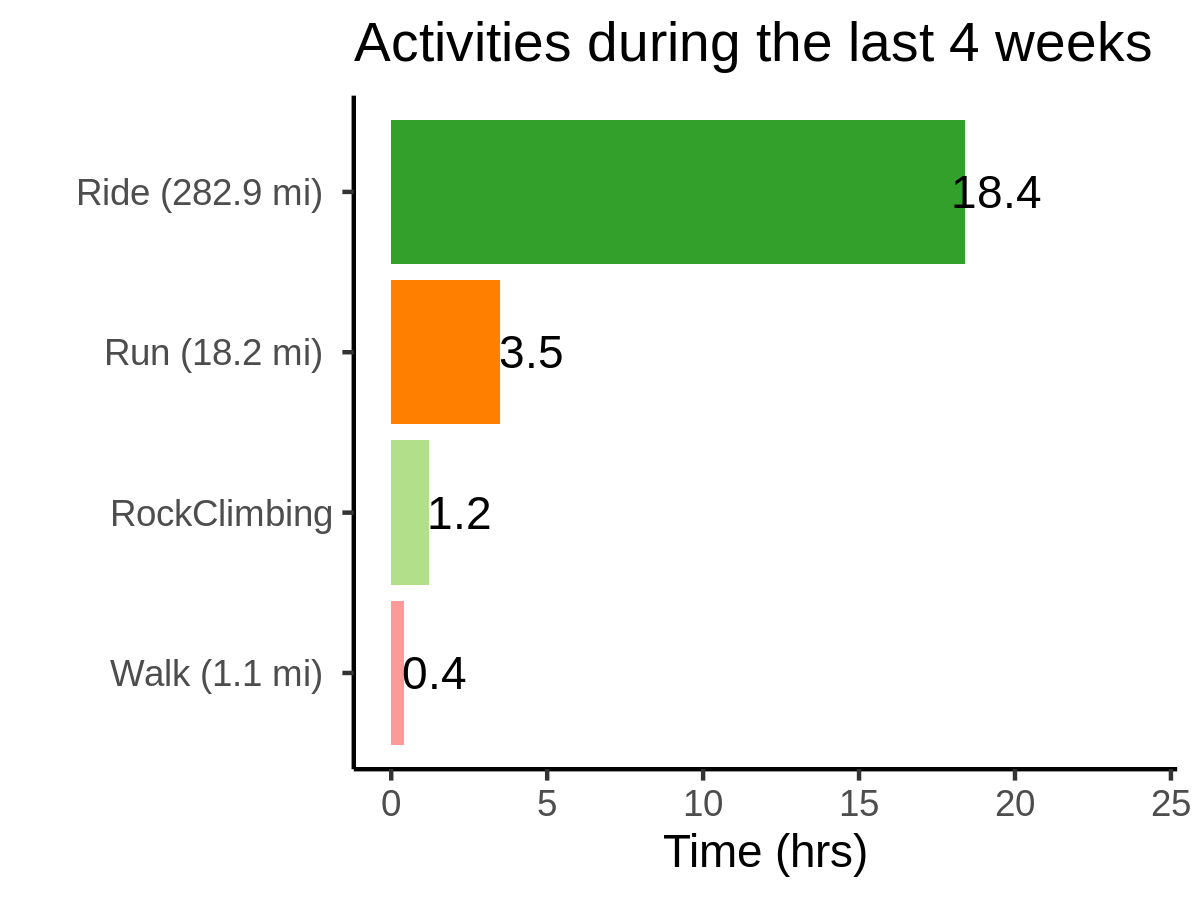 Activities during the last 4 weeks
Ride (282.9 mi)
18.4
Run (18.2 mi)
3.5
RockClimbing
1.2
Walk (1.1 mi)
0.4
0 5 10 15 20 25
Time (hrs)